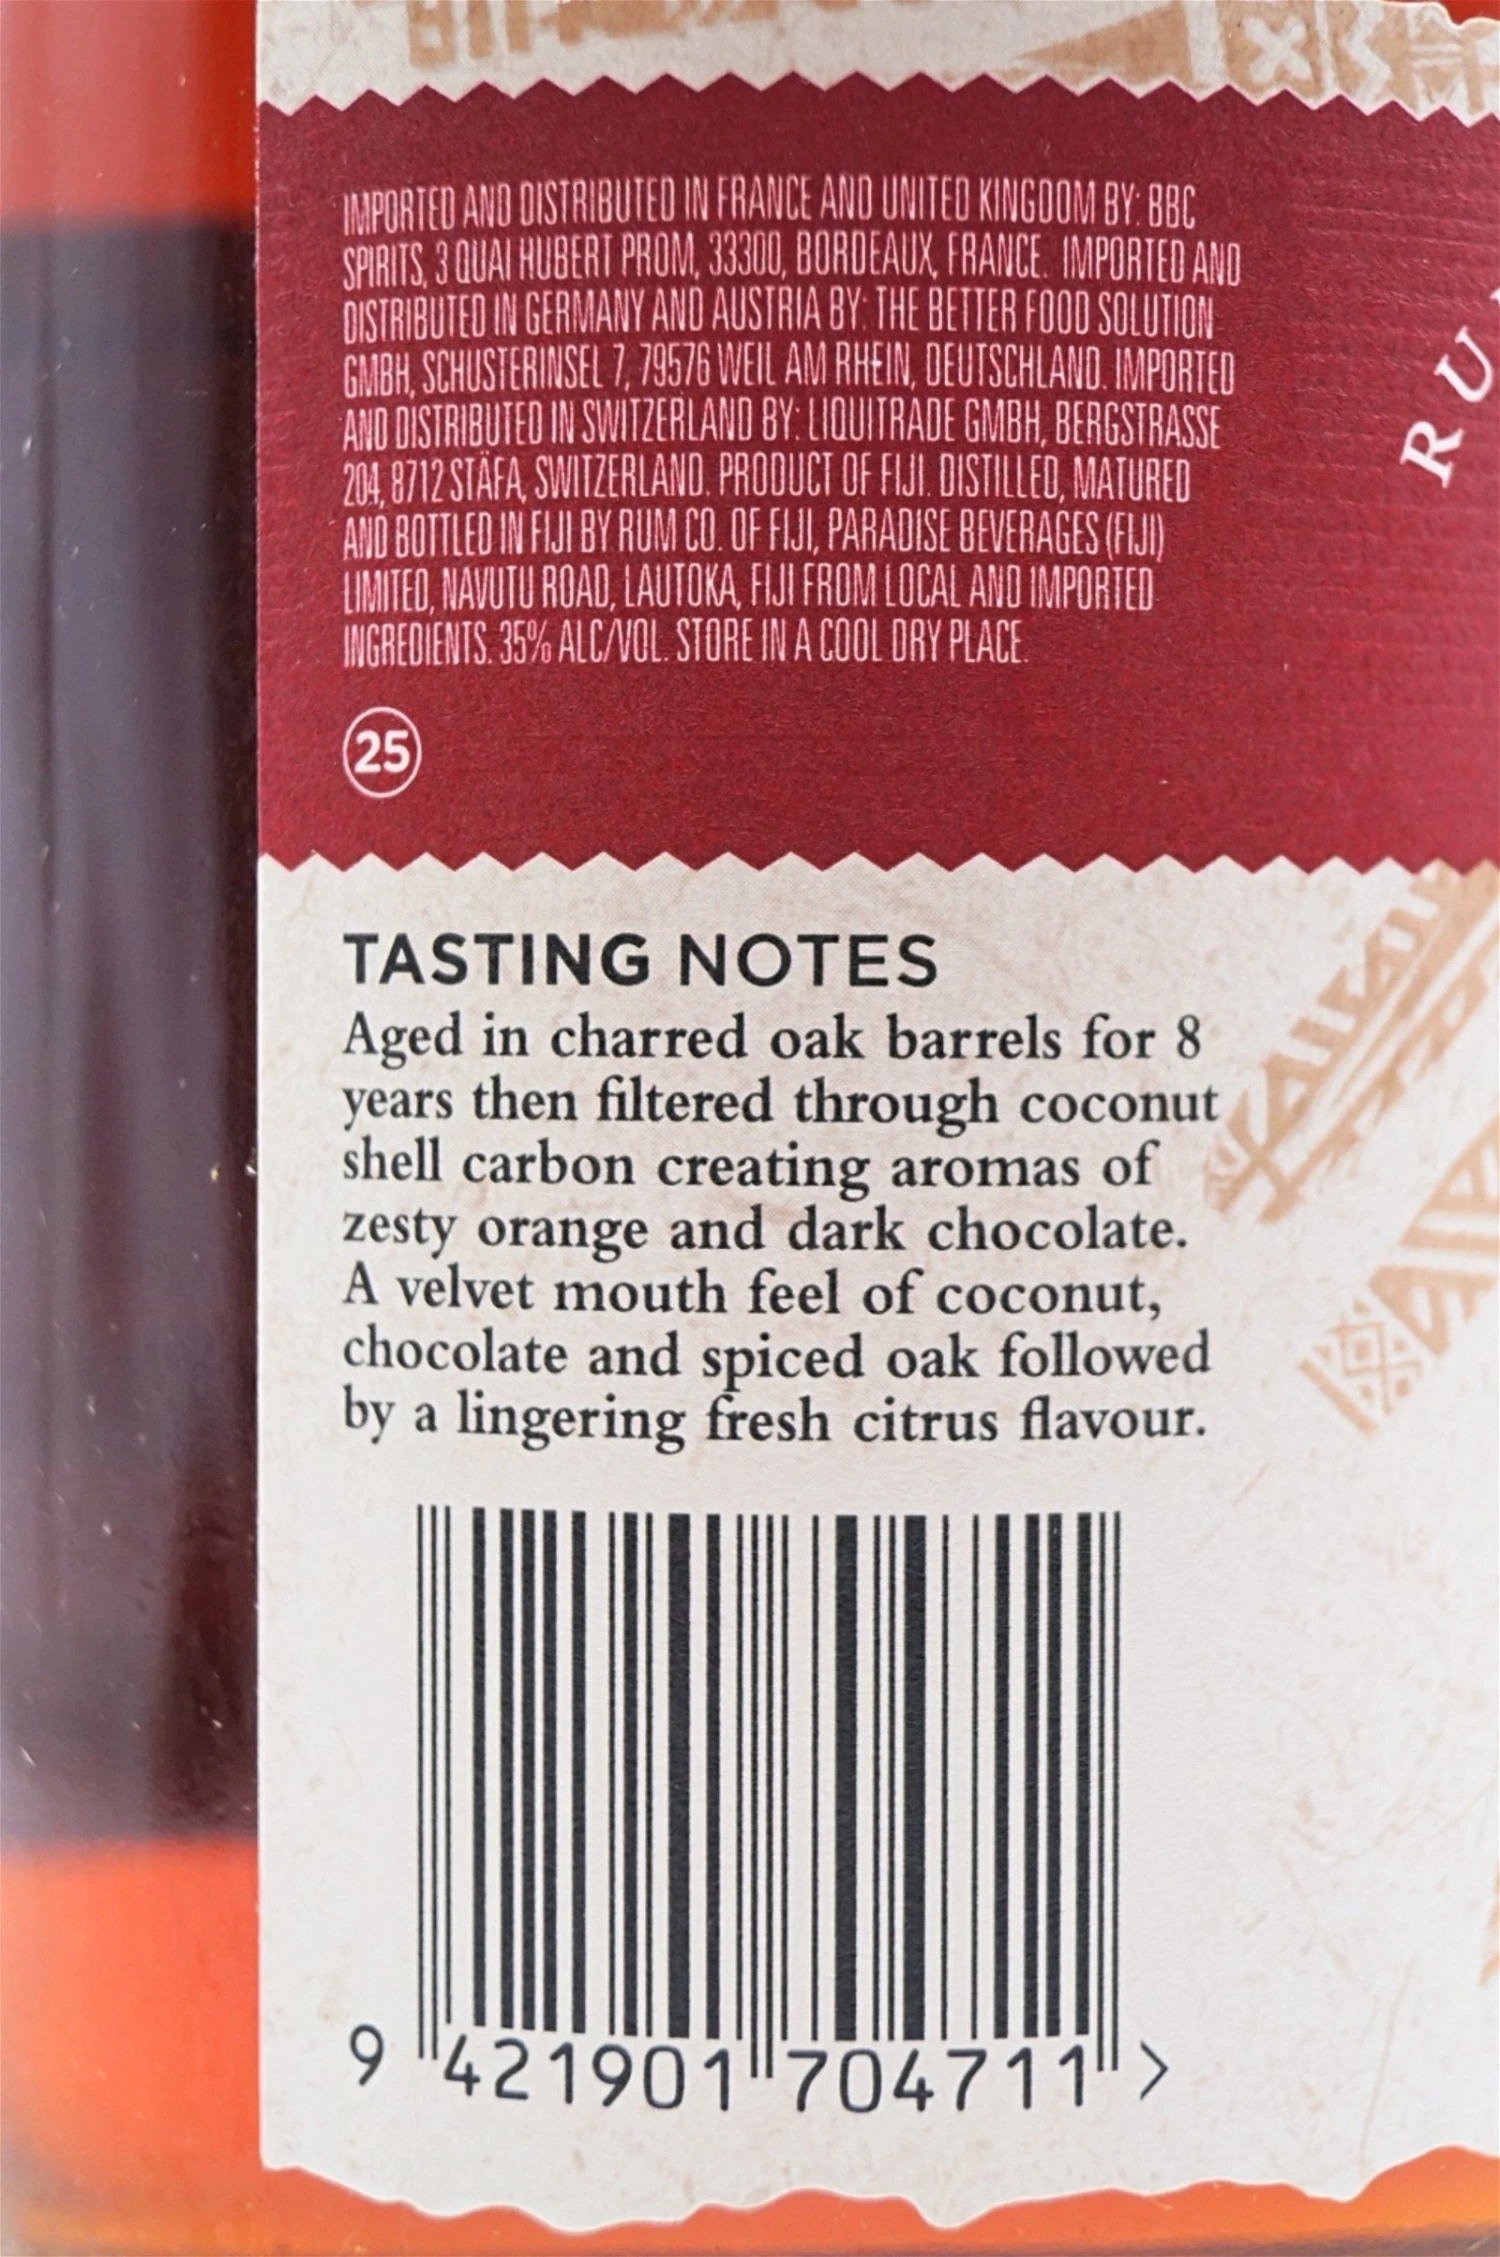 IMPORTED AND DISTRIBUTED IN FRANCE AND UNITED KINGDOM BY: BBC
SPIRITS, 3 QUAI HUBERT PROM, 33300, BORDEAUX, FRANCE. IMPORTED AND
DISTRIBUTED IN GERMANY AND AUSTRIA BY: THE BETTER FOOD SOLUTION
GMBH, SCHUSTERINSEL 7, 79576 WEIL AM RHEIN, DEUTSCHLAND. IMPORTED
AND DISTRIBUTED IN SWITZERLAND BY: LIQUITRADE GMBH, BERGSTRASSE
204, 8712 STÄFA, SWITZERLAND. PRODUCT OF FIJI. DISTILLED, MATURED
AND BOTTLED IN FIJI BY RUM CO. OF FIJI, PARADISE BEVERAGES (FIJI)
LIMITED, NAVUTU ROAD, LAUTOKA, FIJI FROM LOCAL AND IMPORTED
INGREDIENTS. 35% ALC/VOL. STORE IN A COOL DRY PLACE.
25
TASTING NOTES
Aged in charred oak barrels for 8
years then filtered through coconut
shell carbon creating aromas of
zesty orange and dark chocolate.
A velvet mouth feel of coconut,
chocolate and spiced oak followed
by a lingering fresh citrus flavour.
9 421901 704711 >